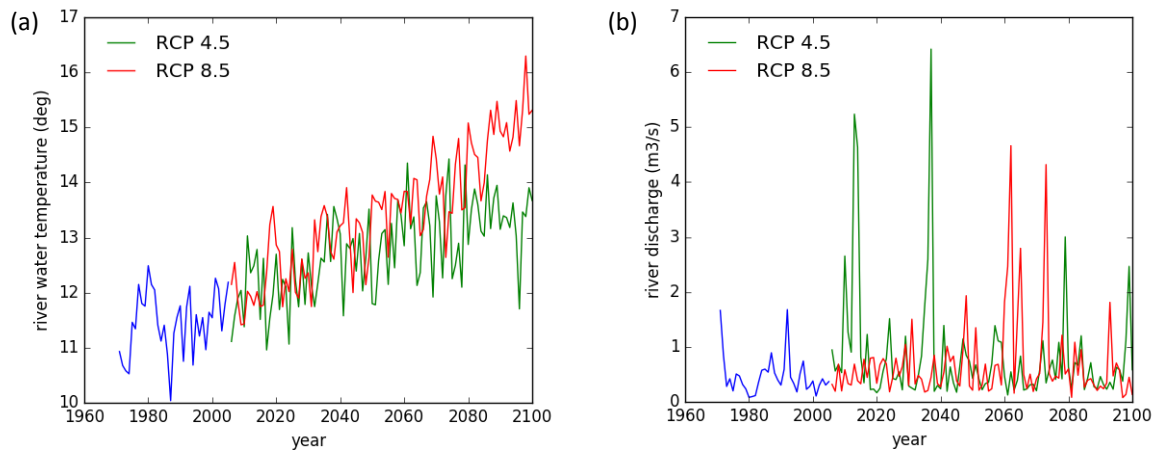 (a)
17
16
15
14
13
12
11
10
river water temperature (deg)
RCP 4.5
RCP 8.5
1960 1980 2000 2020 2040 2060 2080 2100
year
(b)
7
6
5
4
3
2
1
0
river discharge (m3/s)
RCP 4.5
RCP 8.5
1960 1980 2000 2020 2040 2060 2080 2100
year